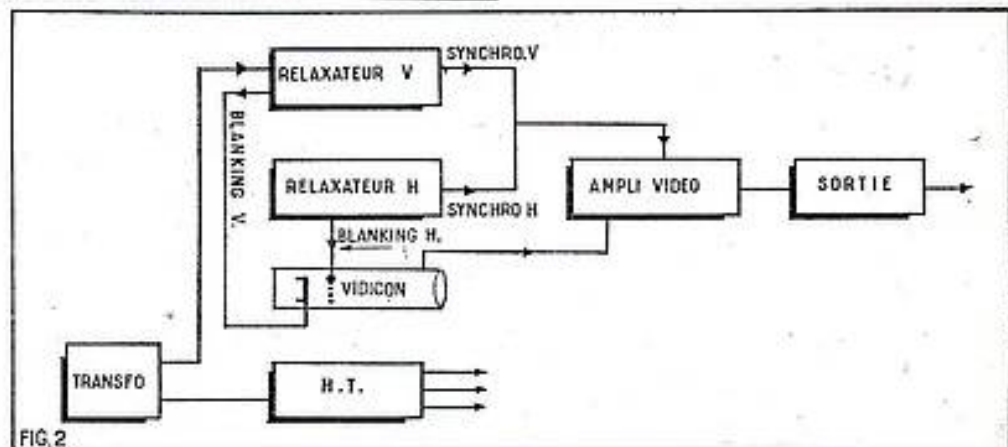 SYNCHRO.V
RELAXATEUR V
BLANKING V.
RELAXATEUR H
SYNCHRO H
AMPLI VIDEO
SORTIE
BLANKING H.
VIDICON
TRANSFO
H.T.
FIG.2